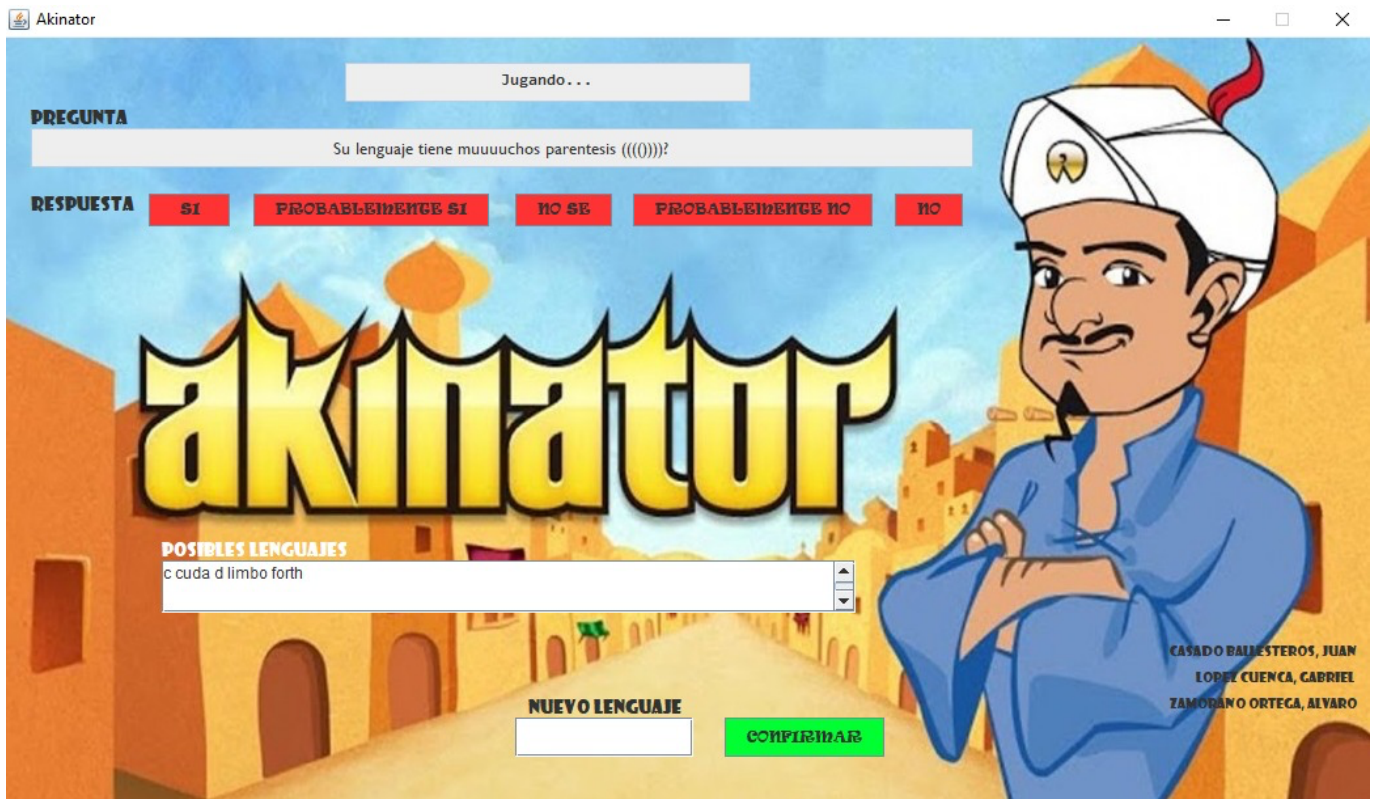 Akinator
Jugando...
PREGUNTA
Su lenguaje tiene muuuuchos parentesis (((())))?
RESPUESTA SI PROBABLEMENTE SI NO SE PROBABLEMENTE NO NO
akinator
POSIBLES LENGUAJES
c cuda d limbo forth
CASADO BALLESTEROS, JUAN
LOPEZ CUENCA, GABRIEL
ZAMORANO ORTEGA, ALVARO
NUEVO LENGUAJE
CONFIRMAR